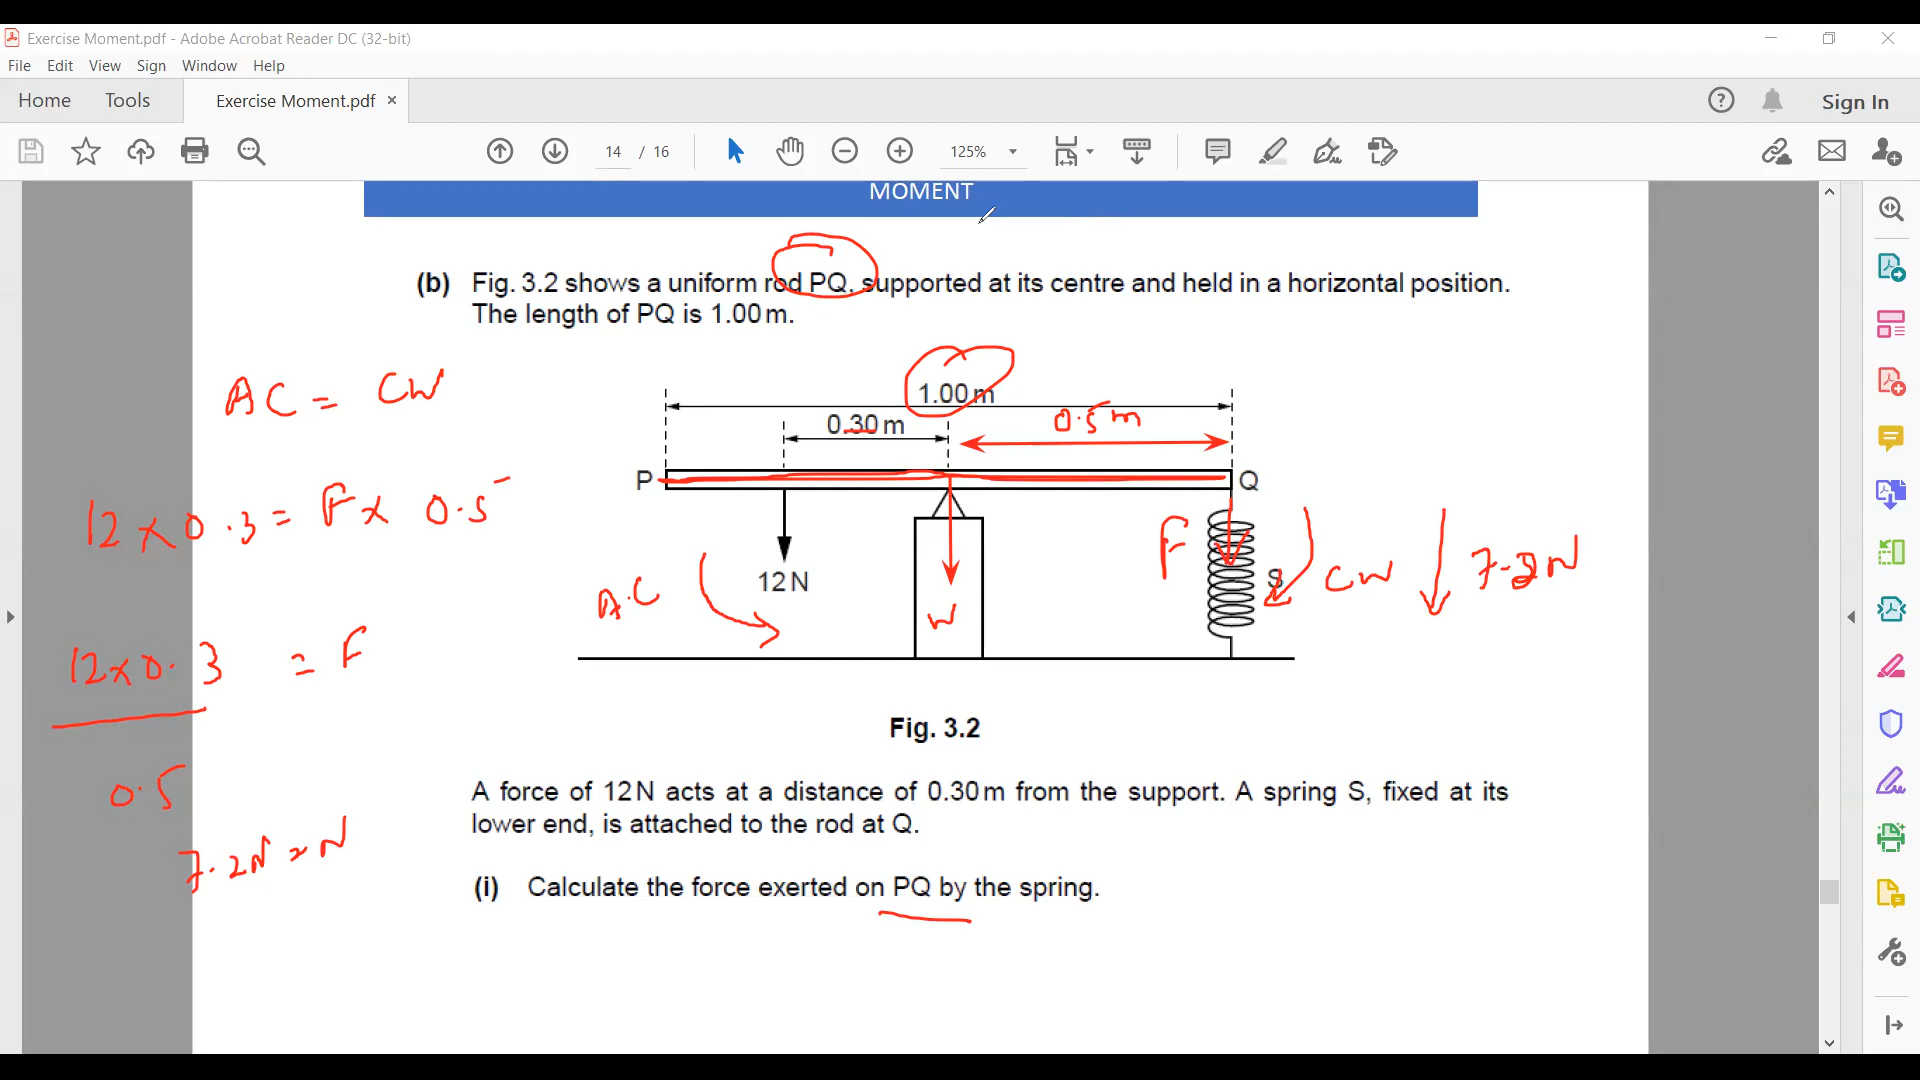 Exercise Moment.pdf - Adobe Acrobat Reader DC (32-bit)
File Edit View Sign Window Help
Home Tools Exercise Moment.pdf × Sign In
14 / 16 125%
MOMENT
(b) Fig. 3.2 shows a uniform rod PQ, supported at its centre and held in a horizontal position.
The length of PQ is 1.00 m.
AC = CW
1.00 m
0.30 m 0.5 m
P Q
12 x 0.3 = F x 0.5
F
12 N A.C W S CW 7.2N
12 x 0.3 = F
0.5
Fig. 3.2
A force of 12 N acts at a distance of 0.30 m from the support. A spring S, fixed at its
lower end, is attached to the rod at Q.
7.2N = N
(i) Calculate the force exerted on PQ by the spring.